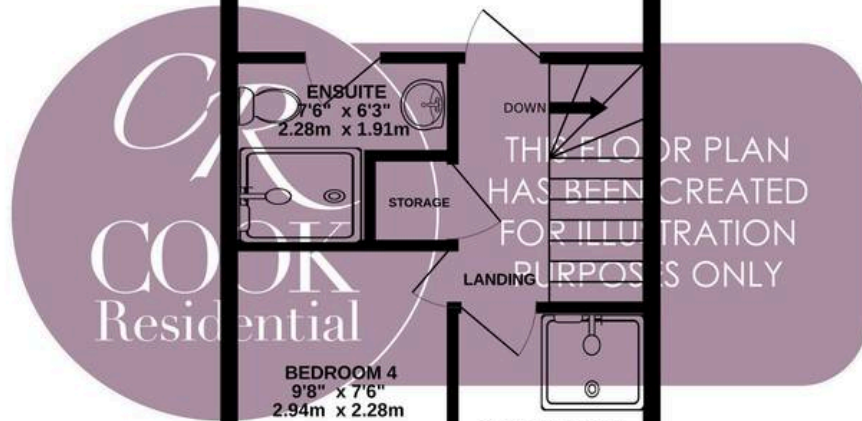 CR
COOK
Residential
ENSUITE
7'6" x 6'3"
2.28m x 1.91m
STORAGE
DOWN
LANDING
BEDROOM 4
9'8" x 7'6"
2.94m x 2.28m
THIS FLOOR PLAN
HAS BEEN CREATED
FOR ILLUSTRATION
PURPOSES ONLY